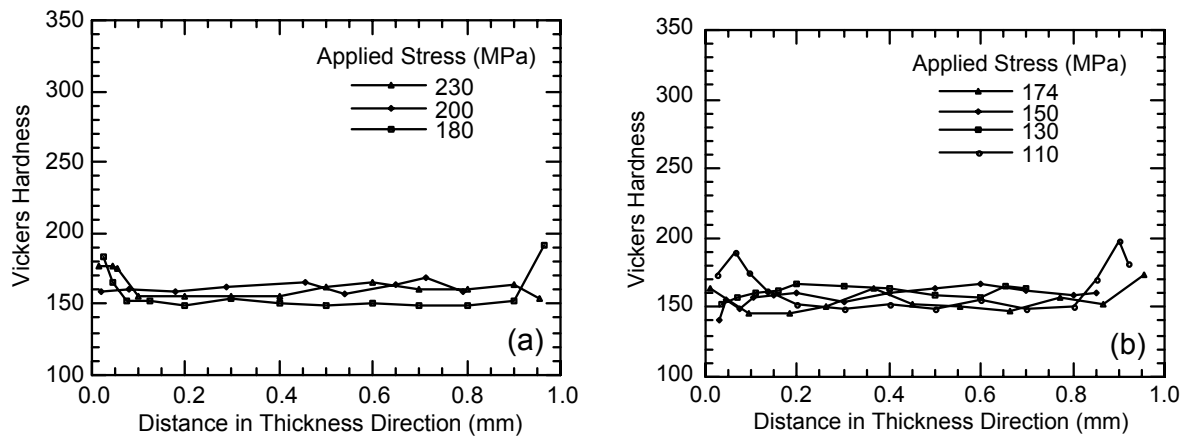 350
300
250
200
150
100
Vickers Hardness
Applied Stress (MPa)
230
200
180
(a)
0.0 0.2 0.4 0.6 0.8 1.0
Distance in Thickness Direction (mm)
350
300
250
200
150
100
Vickers Hardness
Applied Stress (MPa)
174
150
130
110
(b)
0.0 0.2 0.4 0.6 0.8 1.0
Distance in Thickness Direction (mm)